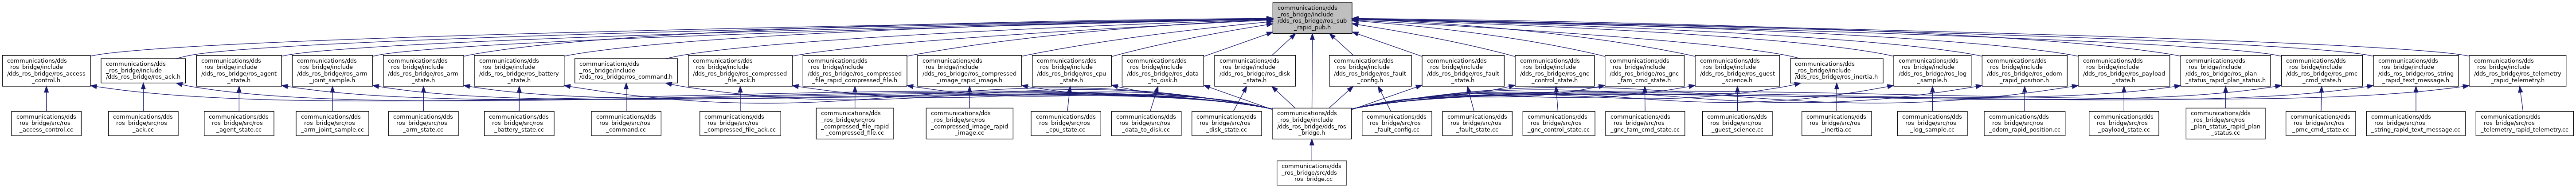 communications/dds
_ros_bridge/include
/dds_ros_bridge/ros_sub
_rapid_pub.h
communications/dds
_ros_bridge/include
/dds_ros_bridge/ros_access
_control.h
communications/dds
_ros_bridge/include
/dds_ros_bridge/ros_ack.h
communications/dds
_ros_bridge/include
/dds_ros_bridge/ros_agent
_state.h
communications/dds
_ros_bridge/include
/dds_ros_bridge/ros_arm
_joint_sample.h
communications/dds
_ros_bridge/include
/dds_ros_bridge/ros_arm
_state.h
communications/dds
_ros_bridge/include
/dds_ros_bridge/ros_battery
_state.h
communications/dds
_ros_bridge/include
/dds_ros_bridge/ros_command.h
communications/dds
_ros_bridge/include
/dds_ros_bridge/ros_compressed
_file_ack.h
communications/dds
_ros_bridge/include
/dds_ros_bridge/ros_compressed
_file_rapid_compressed_file.h
communications/dds
_ros_bridge/include
/dds_ros_bridge/ros_compressed
_image_rapid_image.h
communications/dds
_ros_bridge/include
/dds_ros_bridge/ros_cpu
_state.h
communications/dds
_ros_bridge/include
/dds_ros_bridge/ros_data
_to_disk.h
communications/dds
_ros_bridge/include
/dds_ros_bridge/ros_disk
_state.h
communications/dds
_ros_bridge/include
/dds_ros_bridge/ros_fault
_config.h
communications/dds
_ros_bridge/include
/dds_ros_bridge/ros_fault
_state.h
communications/dds
_ros_bridge/include
/dds_ros_bridge/ros_gnc
_control_state.h
communications/dds
_ros_bridge/include
/dds_ros_bridge/ros_gnc
_fam_cmd_state.h
communications/dds
_ros_bridge/include
/dds_ros_bridge/ros_guest
_science.h
communications/dds
_ros_bridge/include
/dds_ros_bridge/ros_inertia.h
communications/dds
_ros_bridge/include
/dds_ros_bridge/ros_log
_sample.h
communications/dds
_ros_bridge/include
/dds_ros_bridge/ros_odom
_rapid_position.h
communications/dds
_ros_bridge/include
/dds_ros_bridge/ros_payload
_state.h
communications/dds
_ros_bridge/include
/dds_ros_bridge/ros_plan
_status_rapid_plan_status.h
communications/dds
_ros_bridge/include
/dds_ros_bridge/ros_pmc
_cmd_state.h
communications/dds
_ros_bridge/include
/dds_ros_bridge/ros_string
_rapid_text_message.h
communications/dds
_ros_bridge/include
/dds_ros_bridge/ros_telemetry
_rapid_telemetry.h
communications/dds
_ros_bridge/src/ros
_access_control.cc
communications/dds
_ros_bridge/src/ros
_ack.cc
communications/dds
_ros_bridge/src/ros
_agent_state.cc
communications/dds
_ros_bridge/src/ros
_arm_joint_sample.cc
communications/dds
_ros_bridge/src/ros
_arm_state.cc
communications/dds
_ros_bridge/src/ros
_battery_state.cc
communications/dds
_ros_bridge/src/ros
_command.cc
communications/dds
_ros_bridge/src/ros
_compressed_file_ack.cc
communications/dds
_ros_bridge/src/ros
_compressed_file_rapid
_compressed_file.cc
communications/dds
_ros_bridge/src/ros
_compressed_image_rapid
_image.cc
communications/dds
_ros_bridge/src/ros
_cpu_state.cc
communications/dds
_ros_bridge/src/ros
_data_to_disk.cc
communications/dds
_ros_bridge/src/ros
_disk_state.cc
communications/dds
_ros_bridge/include
/dds_ros_bridge/dds_ros
_bridge.h
communications/dds
_ros_bridge/src/ros
_fault_config.cc
communications/dds
_ros_bridge/src/ros
_fault_state.cc
communications/dds
_ros_bridge/src/ros
_gnc_control_state.cc
communications/dds
_ros_bridge/src/ros
_gnc_fam_cmd_state.cc
communications/dds
_ros_bridge/src/ros
_guest_science.cc
communications/dds
_ros_bridge/src/ros
_inertia.cc
communications/dds
_ros_bridge/src/ros
_log_sample.cc
communications/dds
_ros_bridge/src/ros
_odom_rapid_position.cc
communications/dds
_ros_bridge/src/ros
_payload_state.cc
communications/dds
_ros_bridge/src/ros
_plan_status_rapid_plan
_status.cc
communications/dds
_ros_bridge/src/ros
_pmc_cmd_state.cc
communications/dds
_ros_bridge/src/ros
_string_rapid_text_message.cc
communications/dds
_ros_bridge/src/ros
_telemetry_rapid_telemetry.cc
communications/dds
_ros_bridge/src/dds
_ros_bridge.cc